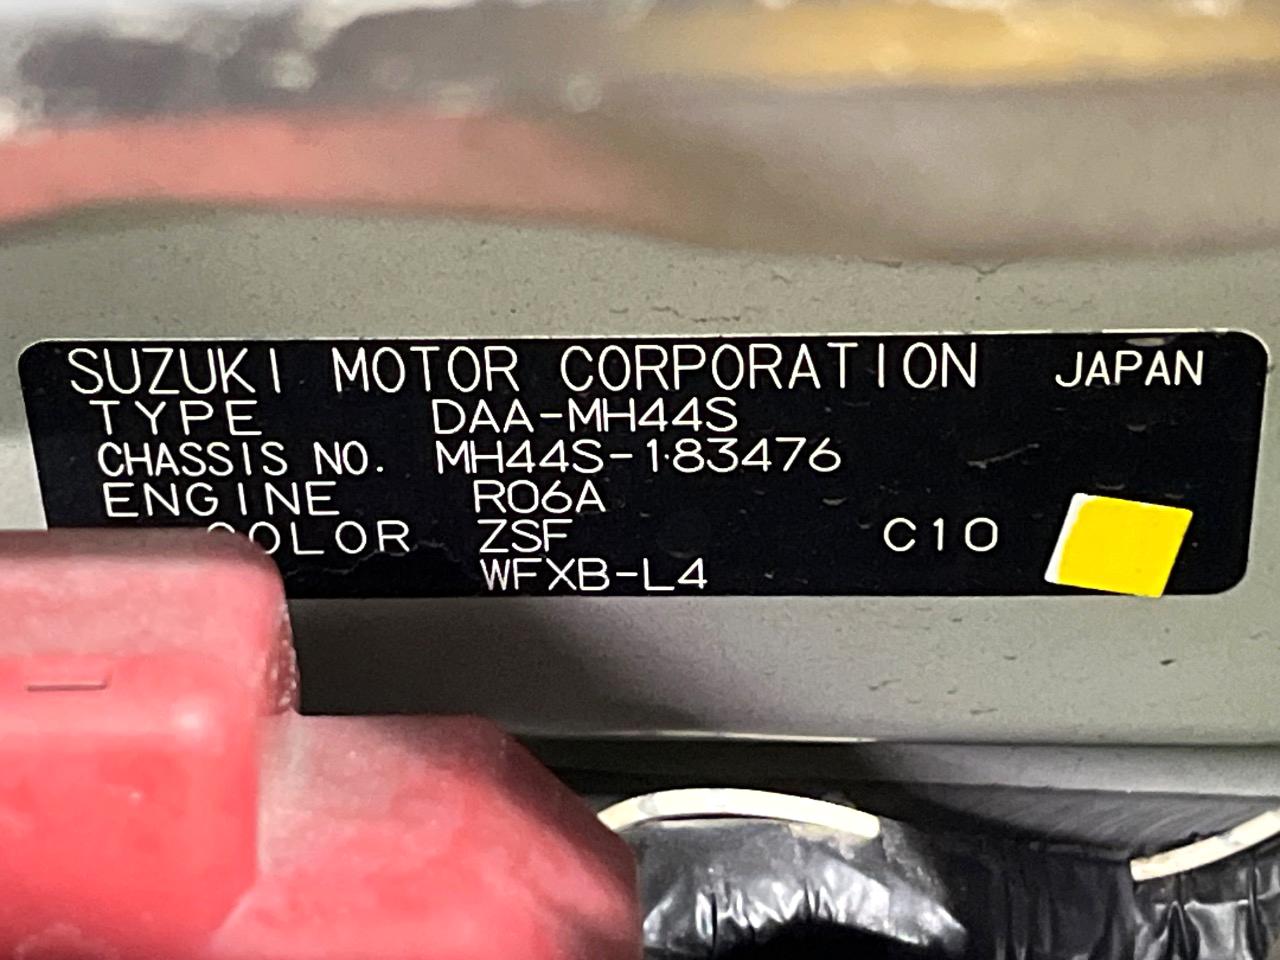 SUZUKI MOTOR CORPORATION JAPAN
TYPE DAA-MH44S
CHASSIS NO. MH44S-183476
ENGINE R06A
COLOR ZSF C10
WFXB-L4